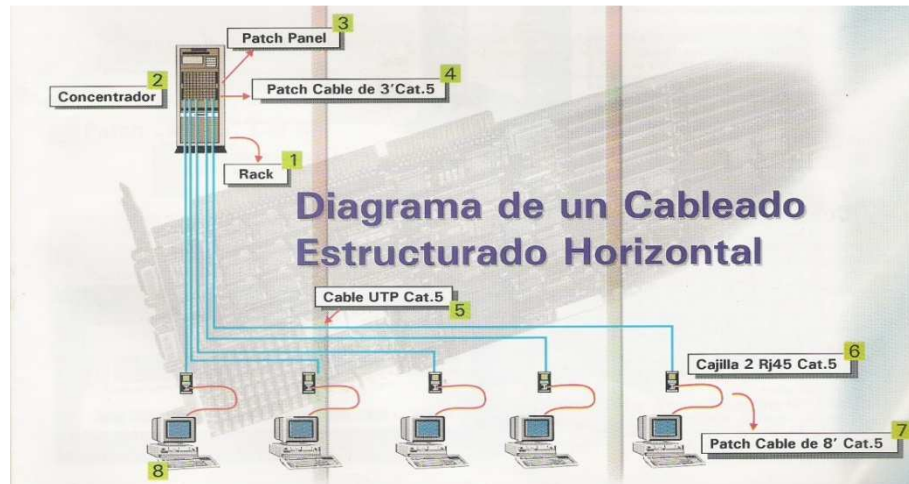 3
Patch Panel
2
Concentrador
4
Patch Cable de 3'Cat.5
1
Rack
Diagrama de un Cableado
Estructurado Horizontal
Cable UTP Cat.5
5
6
Cajilla 2 Rj45 Cat.5
7
Patch Cable de 8' Cat.5
8